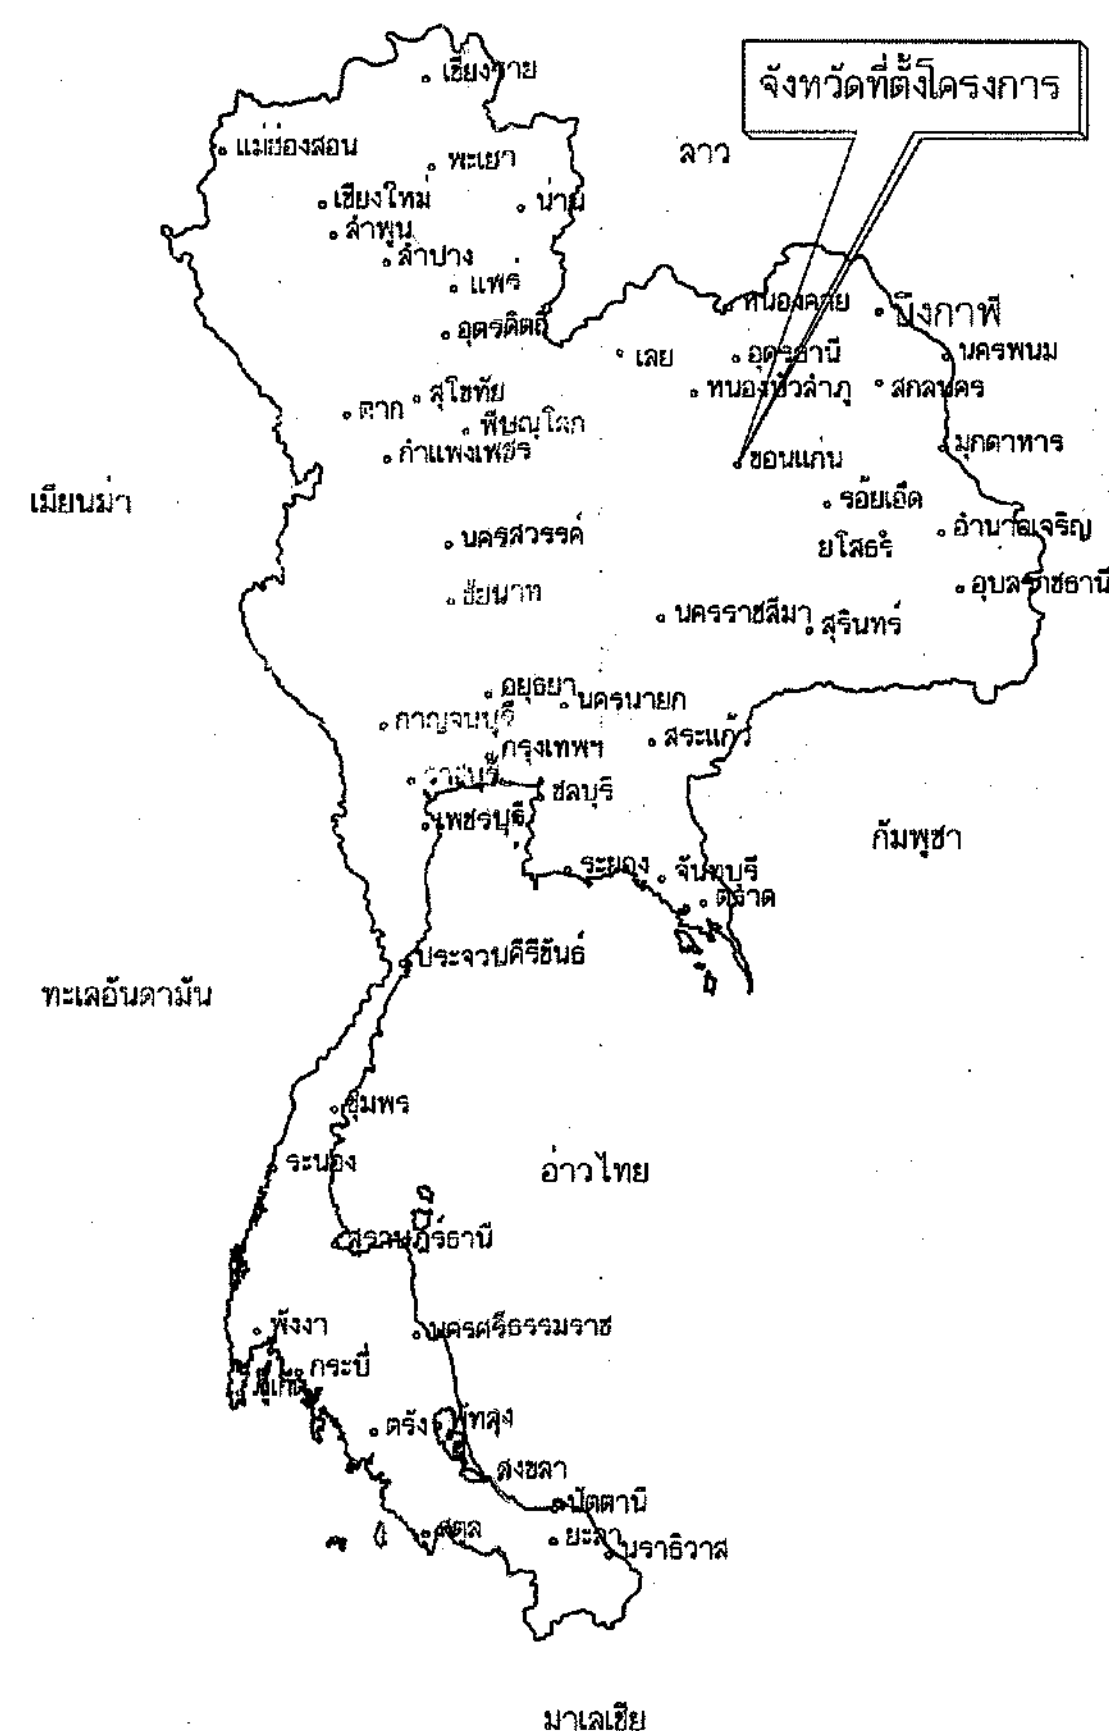 เชียงราย
จังหวัดที่ตั้งโครงการ
แม่ฮ่องสอน
พะเยา
ลาว
เชียงใหม่
น่าน
ลำพูน
ลำปาง
แพร่
หนองคาย
บึงกาฬ
อุตรดิตถ์
เลย
อุดรธานี
นครพนม
สุโขทัย
หนองบัวลำภู
สกลนคร
ตาก
พิษณุโลก
กำแพงเพชร
ขอนแก่น
มุกดาหาร
เมียนม่า
ร้อยเอ็ด
นครสวรรค์
ยโสธร
อำนาจเจริญ
ชัยนาท
อุบลราชธานี
นครราชสีมา
สุรินทร์
อยุธยา
นครนายก
กาญจนบุรี
กรุงเทพฯ
สระแก้ว
ราชบุรี
ชลบุรี
เพชรบุรี
กัมพูชา
ระยอง
จันทบุรี
ตราด
ประจวบคีรีขันธ์
ทะเลอันดามัน
ชุมพร
ระนอง
อ่าวไทย
สุราษฎร์ธานี
พังงา
นครศรีธรรมราช
กระบี่
ภูเก็ต
ตรัง
พัทลุง
สงขลา
ปัตตานี
สตูล
ยะลา
นราธิวาส
มาเลเซีย